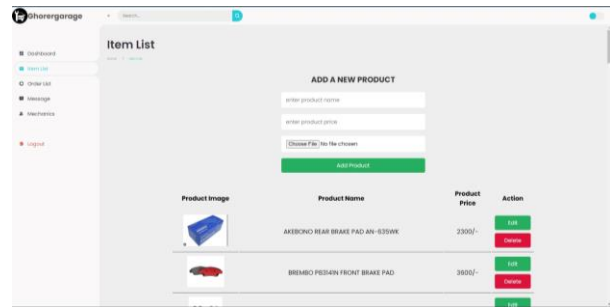 Ghorergarage
Search...
Item List
Dashboard
Item List
Order List
Message
Mechanics
Logout
ADD A NEW PRODUCT
enter product name
enter product price
Choose File No file chosen
Add Product
Product Image Product Name Product Price Action
AKEBONO REAR BRAKE PAD AN-635WK 2300/- Edit
Delete
BREMBO PIE314IN FRONT BRAKE PAD 3600/- Edit
Delete
Edit